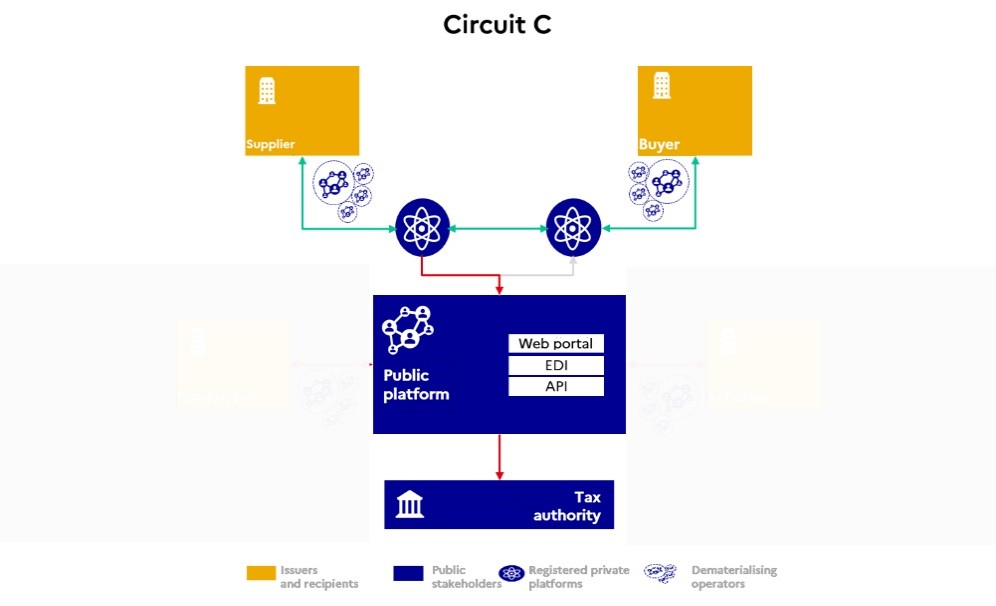 Circuit C
Supplier
Buyer
Web portal
EDI
API
Public
platform
Tax
authority
Issuers
and recipients
Public
stakeholders
Registered private
platforms
Dematerialising
operators